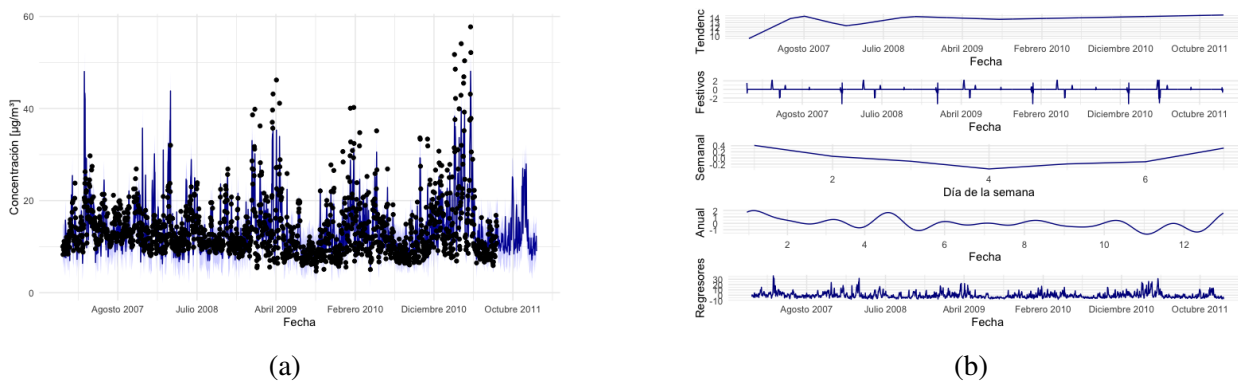 60
40
20
0
Concentración [µg/m³]
Agosto 2007 Julio 2008 Abril 2009 Febrero 2010 Diciembre 2010 Octubre 2011
Fecha
(a)
Tendenc
14
13
12
11
10
Agosto 2007 Julio 2008 Abril 2009 Febrero 2010 Diciembre 2010 Octubre 2011
Fecha
Festivos
2
0
-2
Agosto 2007 Julio 2008 Abril 2009 Febrero 2010 Diciembre 2010 Octubre 2011
Fecha
Semanal
0.4
0.2
0.0
-0.2
2 4 6
Día de la semana
Anual
2
1
0
-1
2 4 6 8 10 12
Fecha
Regresores
30
20
10
0
-10
Agosto 2007 Julio 2008 Abril 2009 Febrero 2010 Diciembre 2010 Octubre 2011
Fecha
(b)